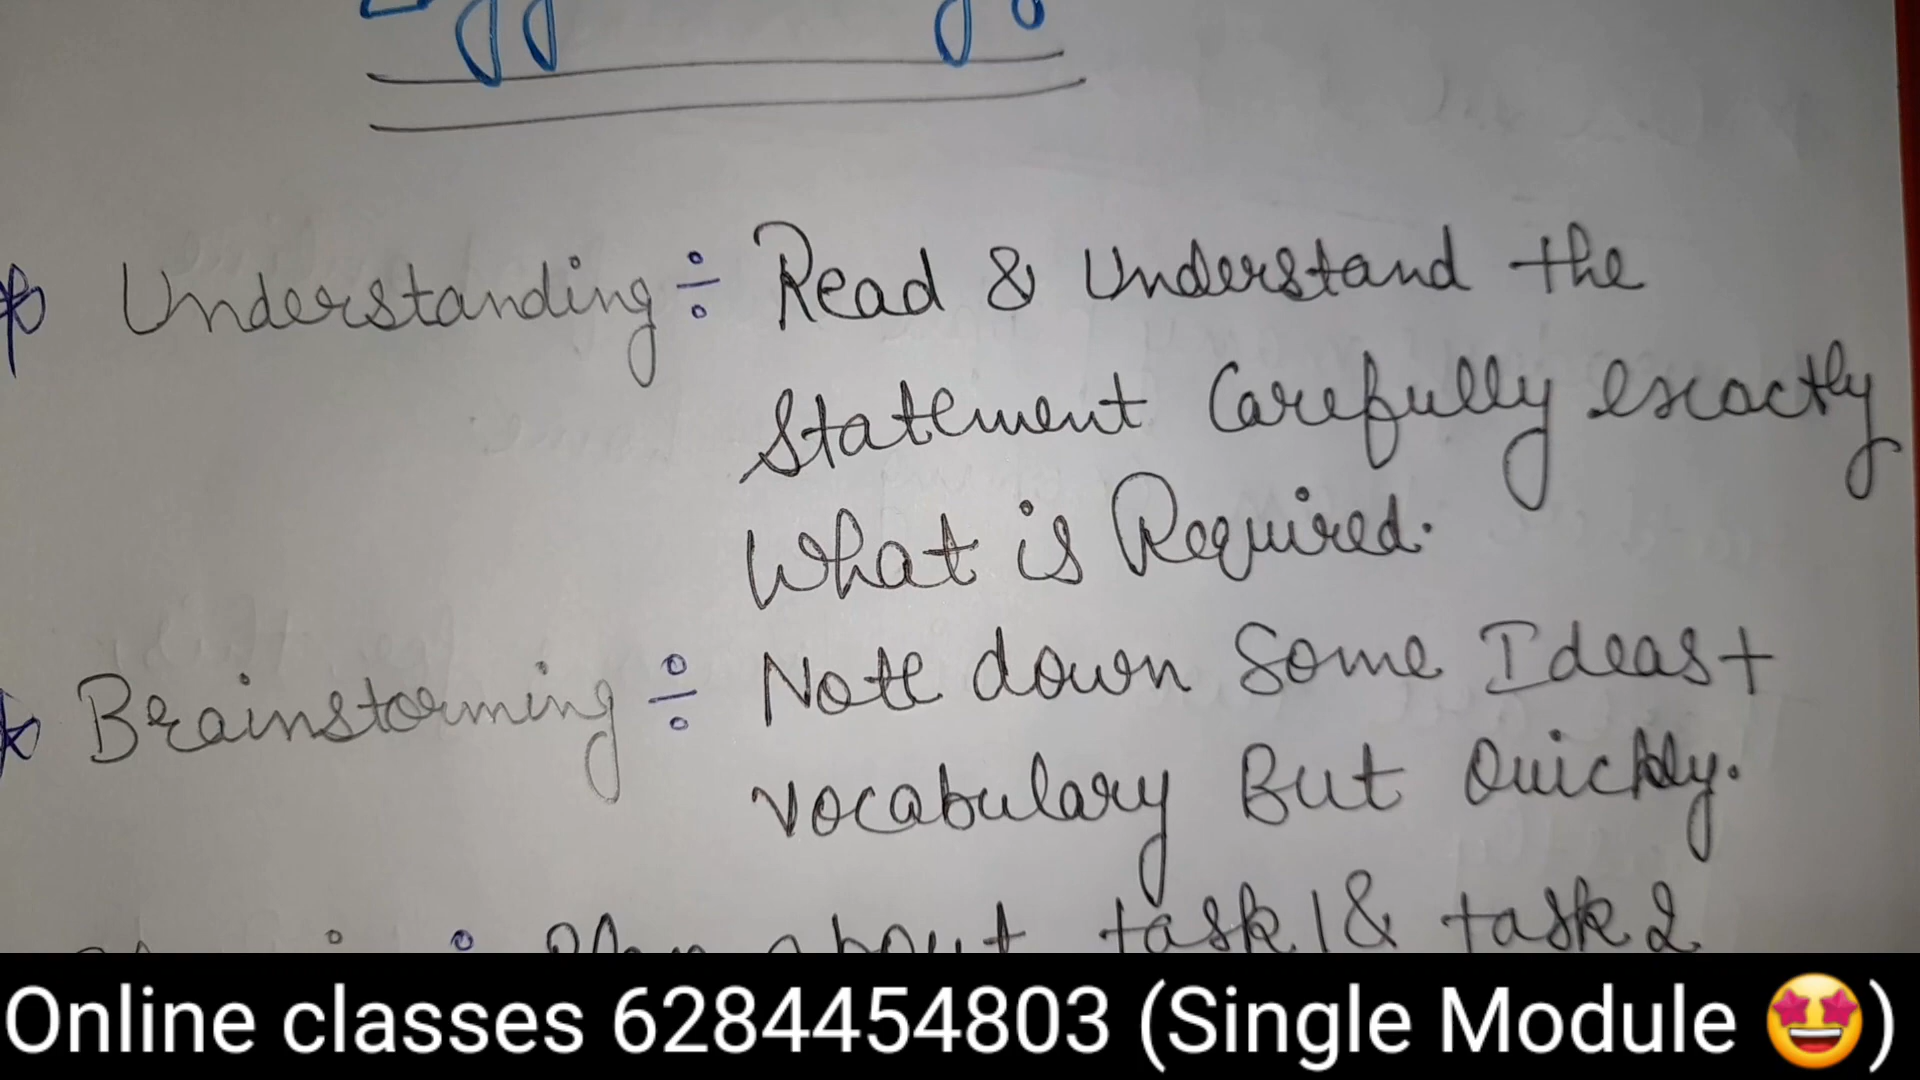 Understanding ÷ Read & Understand the
Statement Carefully exactly
What is Required.
Brainstorming ÷ Note down Some Ideas +
Vocabulary But Quickly.
about task 1 & task 2
Online classes 6284454803 (Single Module 🤩)